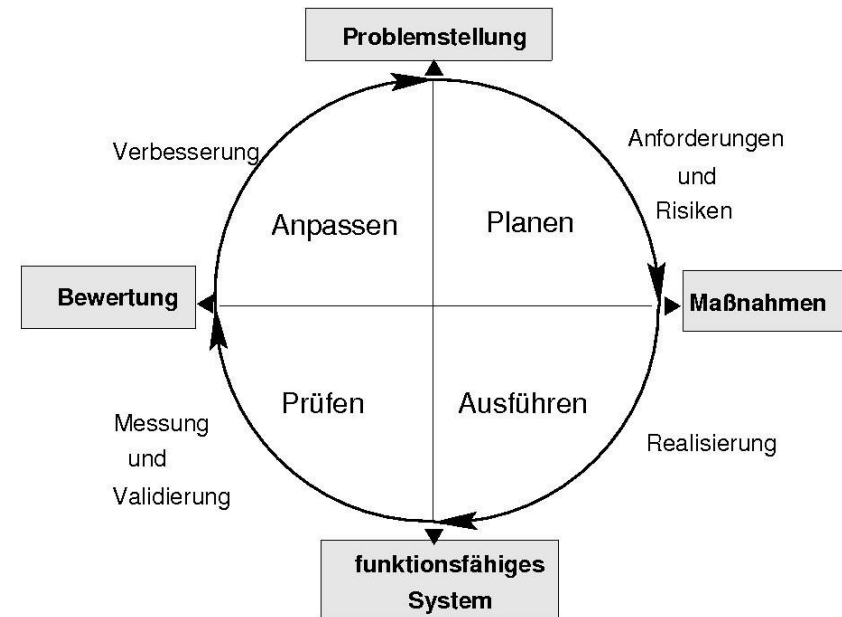 Problemstellung
Verbesserung
Anforderungen
und
Risiken
Anpassen
Planen
Bewertung
Maßnahmen
Prüfen
Ausführen
Messung
und
Validierung
Realisierung
funktionsfähiges
System